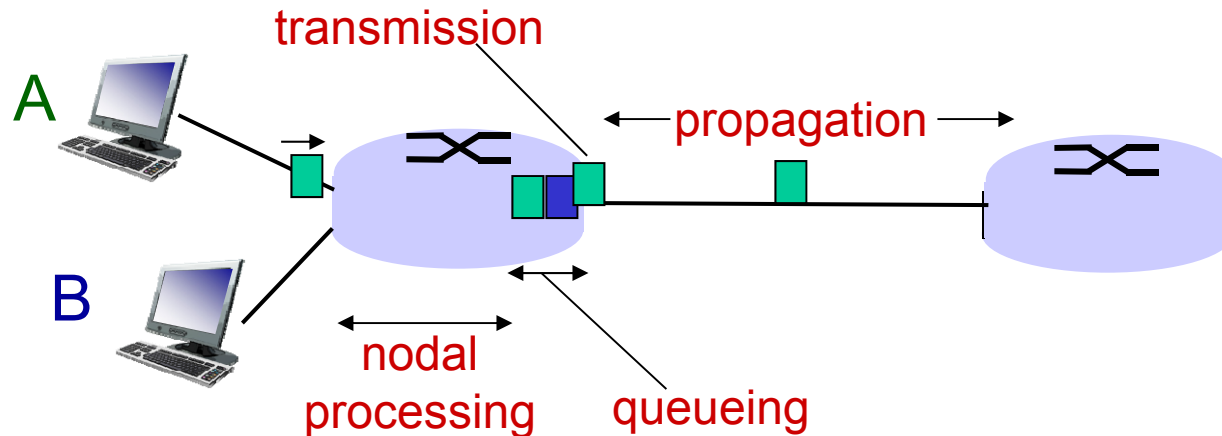 transmission
A
propagation
B
nodal
processing
queueing